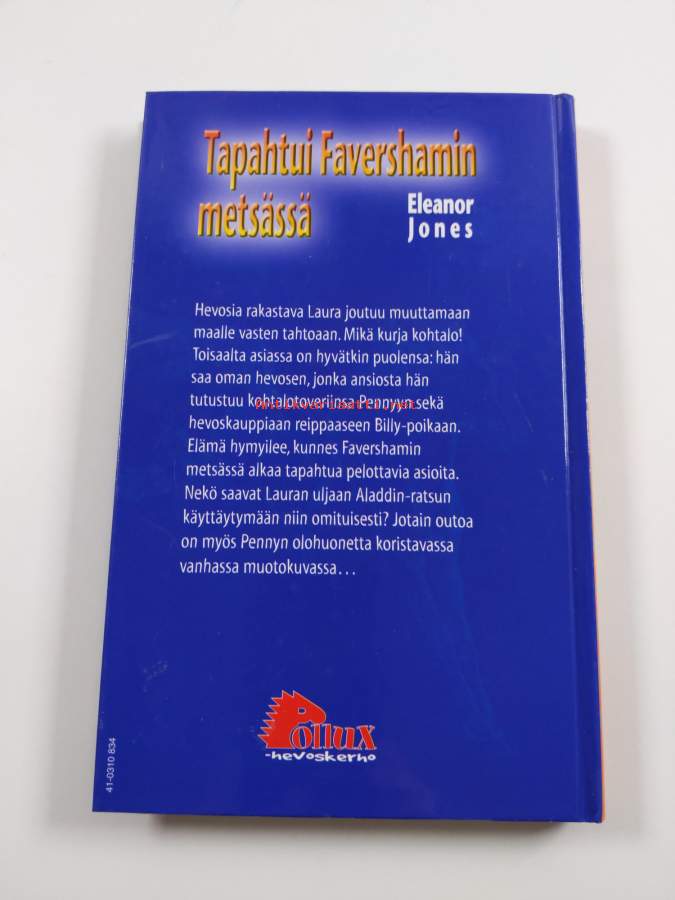 Tapahtui Favershamin
metsässä
Eleanor
Jones
Hevosia rakastava Laura joutuu muuttamaan
maalle vasten tahtoaan. Mikä kurja kohtalo!
Toisaalta asiassa on hyvätkin puolensa: hän
saa oman hevosen, jonka ansiosta hän
tutustuu kohtalotoveriinsa Pennyyn sekä
Antikvariaatti.net
hevoskauppiaan reippaaseen Billy-poikaan.
Elämä hymyilee, kunnes Favershamin
metsässä alkaa tapahtua pelottavia asioita.
Nekö saavat Lauran uljaan Aladdin-ratsun
käyttäytymään niin omituisesti? Jotain outoa
on myös Pennyn olohuonetta koristavassa
vanhassa muotokuvassa...
Pollux
-hevoskerho
41-0310 834